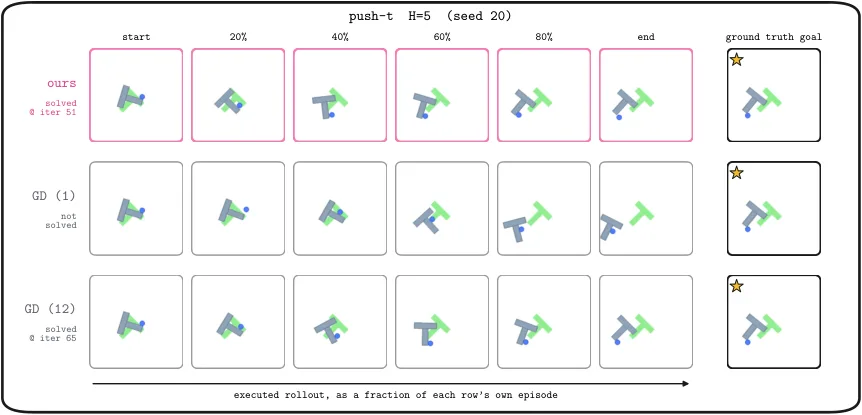 push-t H=5 (seed 20)
start 20% 40% 60% 80% end ground truth goal
ours
solved
@ iter 51
GD (1)
not
solved
GD (12)
solved
@ iter 65
executed rollout, as a fraction of each row's own episode